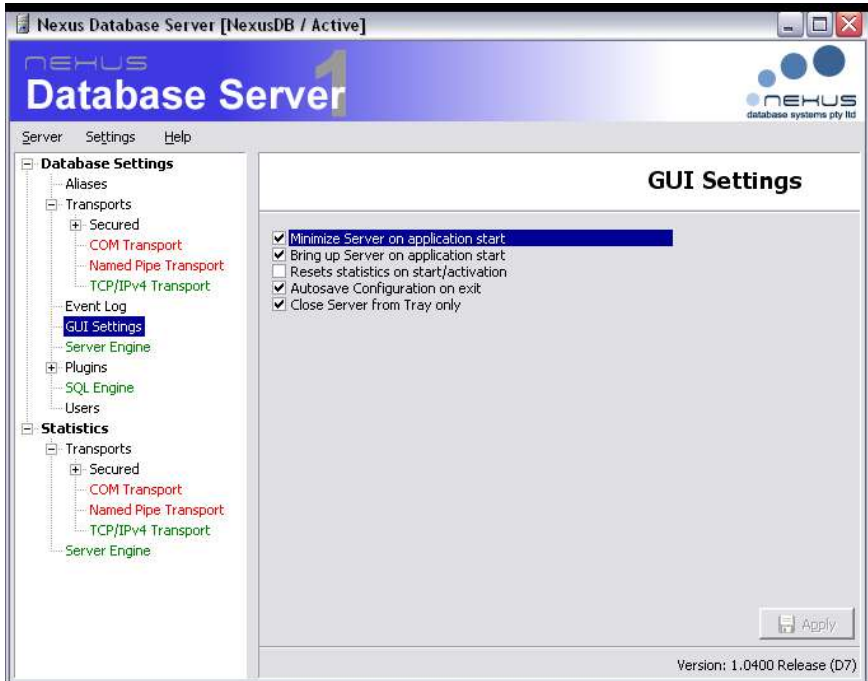 Nexus Database Server [NexusDB / Active]
nexus
Database Server
1
nexus
database systems pty ltd
Server Settings Help
Database Settings
Aliases
Transports
Secured
COM Transport
Named Pipe Transport
TCP/IPv4 Transport
Event Log
GUI Settings
Server Engine
Plugins
SQL Engine
Users
Statistics
Transports
Secured
COM Transport
Named Pipe Transport
TCP/IPv4 Transport
Server Engine
GUI Settings
Minimize Server on application start
Bring up Server on application start
Resets statistics on start/activation
Autosave Configuration on exit
Close Server from Tray only
Apply
Version: 1.0400 Release (D7)